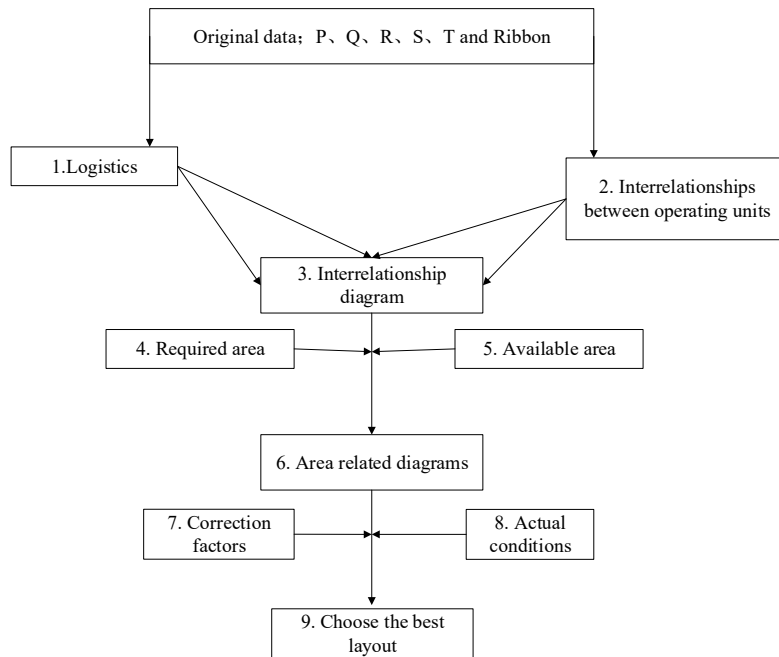 Original data；P、Q、R、S、T and Ribbon
1.Logistics
2. Interrelationships
between operating units
3. Interrelationship
diagram
4. Required area
5. Available area
6. Area related diagrams
7. Correction
factors
8. Actual
conditions
9. Choose the best
layout